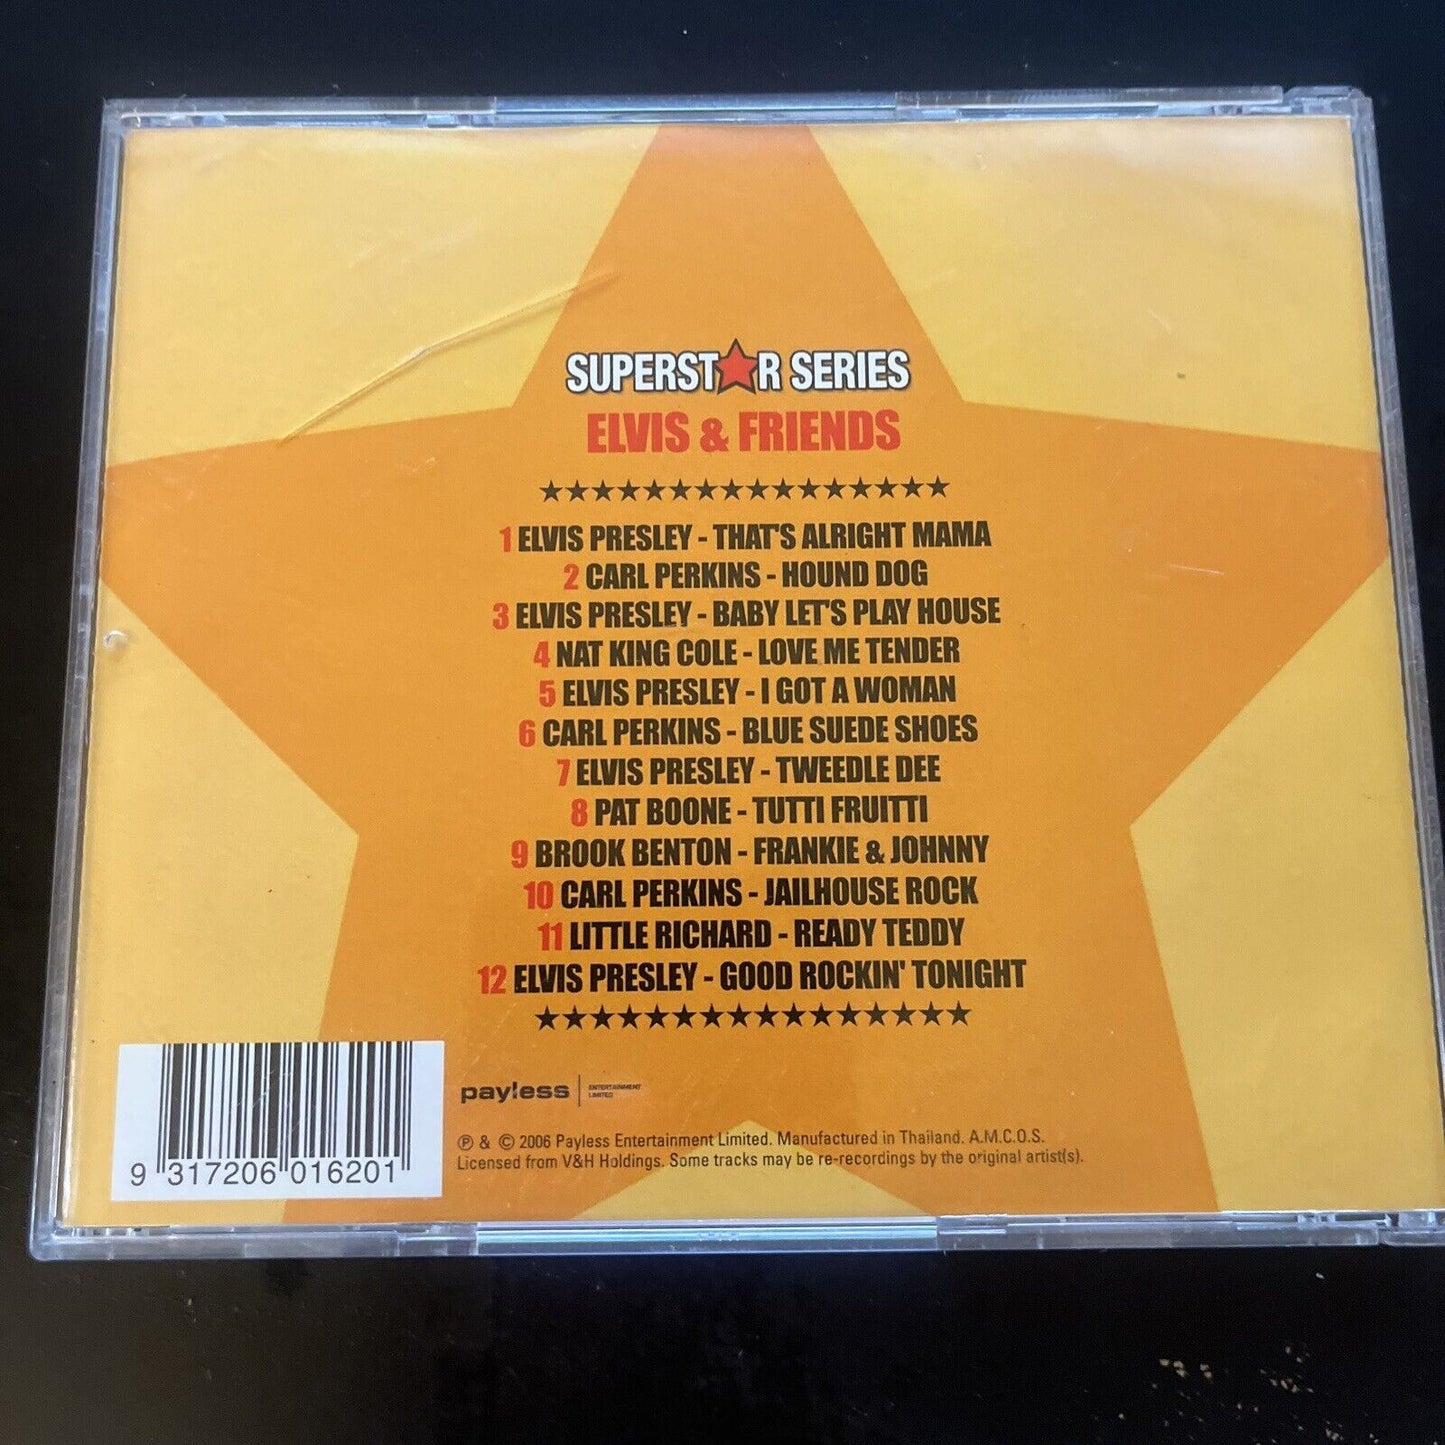 SUPERST★R SERIES
ELVIS & FRIENDS
1 ELVIS PRESLEY - THAT'S ALRIGHT MAMA
2 CARL PERKINS - HOUND DOG
3 ELVIS PRESLEY - BABY LET'S PLAY HOUSE
4 NAT KING COLE - LOVE ME TENDER
5 ELVIS PRESLEY - I GOT A WOMAN
6 CARL PERKINS - BLUE SUEDE SHOES
7 ELVIS PRESLEY - TWEEDLE DEE
8 PAT BOONE - TUTTI FRUITTI
9 BROOK BENTON - FRANKIE & JOHNNY
10 CARL PERKINS - JAILHOUSE ROCK
11 LITTLE RICHARD - READY TEDDY
12 ELVIS PRESLEY - GOOD ROCKIN' TONIGHT
payless
ENTERTAINMENT
LIMITED
℗ & © 2006 Payless Entertainment Limited. Manufactured in Thailand. A.M.C.O.S.
Licensed from V&H Holdings. Some tracks may be re-recordings by the original artist(s).
9 317206 016201